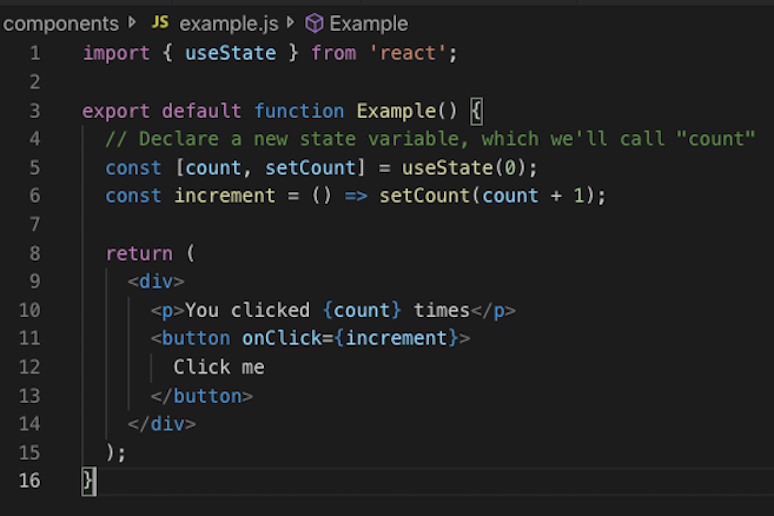 components JS example.js Example
1 import { useState } from 'react';
2
3 export default function Example() {
4 // Declare a new state variable, which we'll call "count"
5 const [count, setCount] = useState(0);
6 const increment = () => setCount(count + 1);
7
8 return (
9 <div>
10 <p>You clicked {count} times</p>
11 <button onClick={increment}>
12 Click me
13 </button>
14 </div>
15 );
16 }